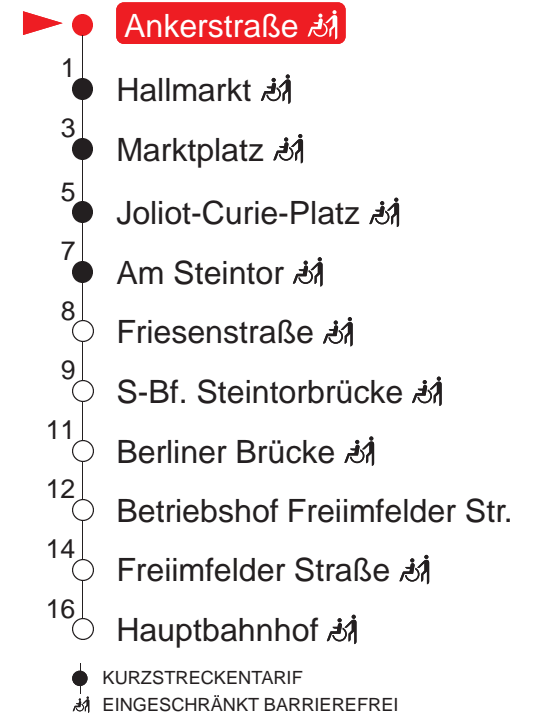 Ankerstraße
1
Hallmarkt
3
Marktplatz
5
Joliot-Curie-Platz
7
Am Steintor
8
Friesenstraße
9
S-Bf. Steintorbrücke
11
Berliner Brücke
12
Betriebshof Freiimfelder Str.
14
Freiimfelder Straße
16
Hauptbahnhof
KURZSTRECKENTARIF
EINGESCHRÄNKT BARRIEREFREI